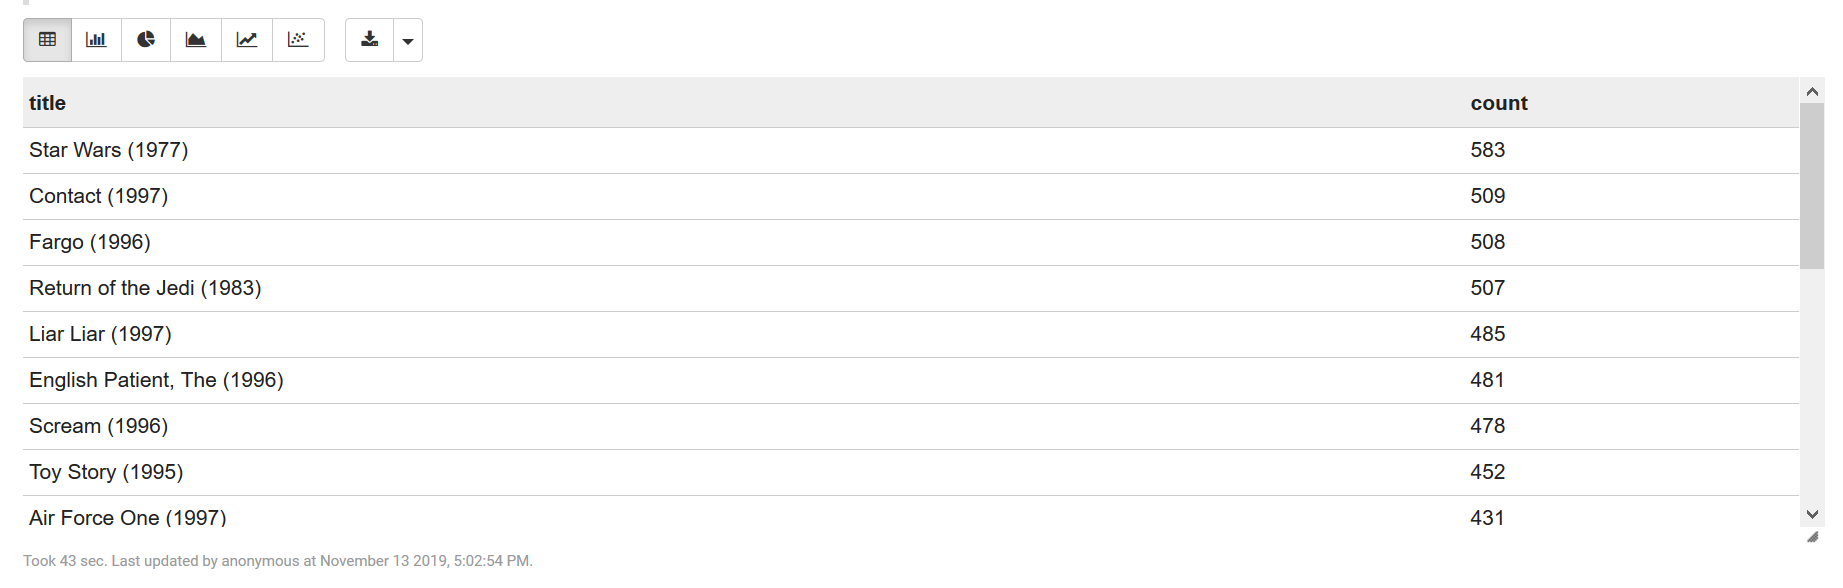 title count
Star Wars (1977) 583
Contact (1997) 509
Fargo (1996) 508
Return of the Jedi (1983) 507
Liar Liar (1997) 485
English Patient, The (1996) 481
Scream (1996) 478
Toy Story (1995) 452
Air Force One (1997) 431
Took 43 sec. Last updated by anonymous at November 13 2019, 5:02:54 PM.